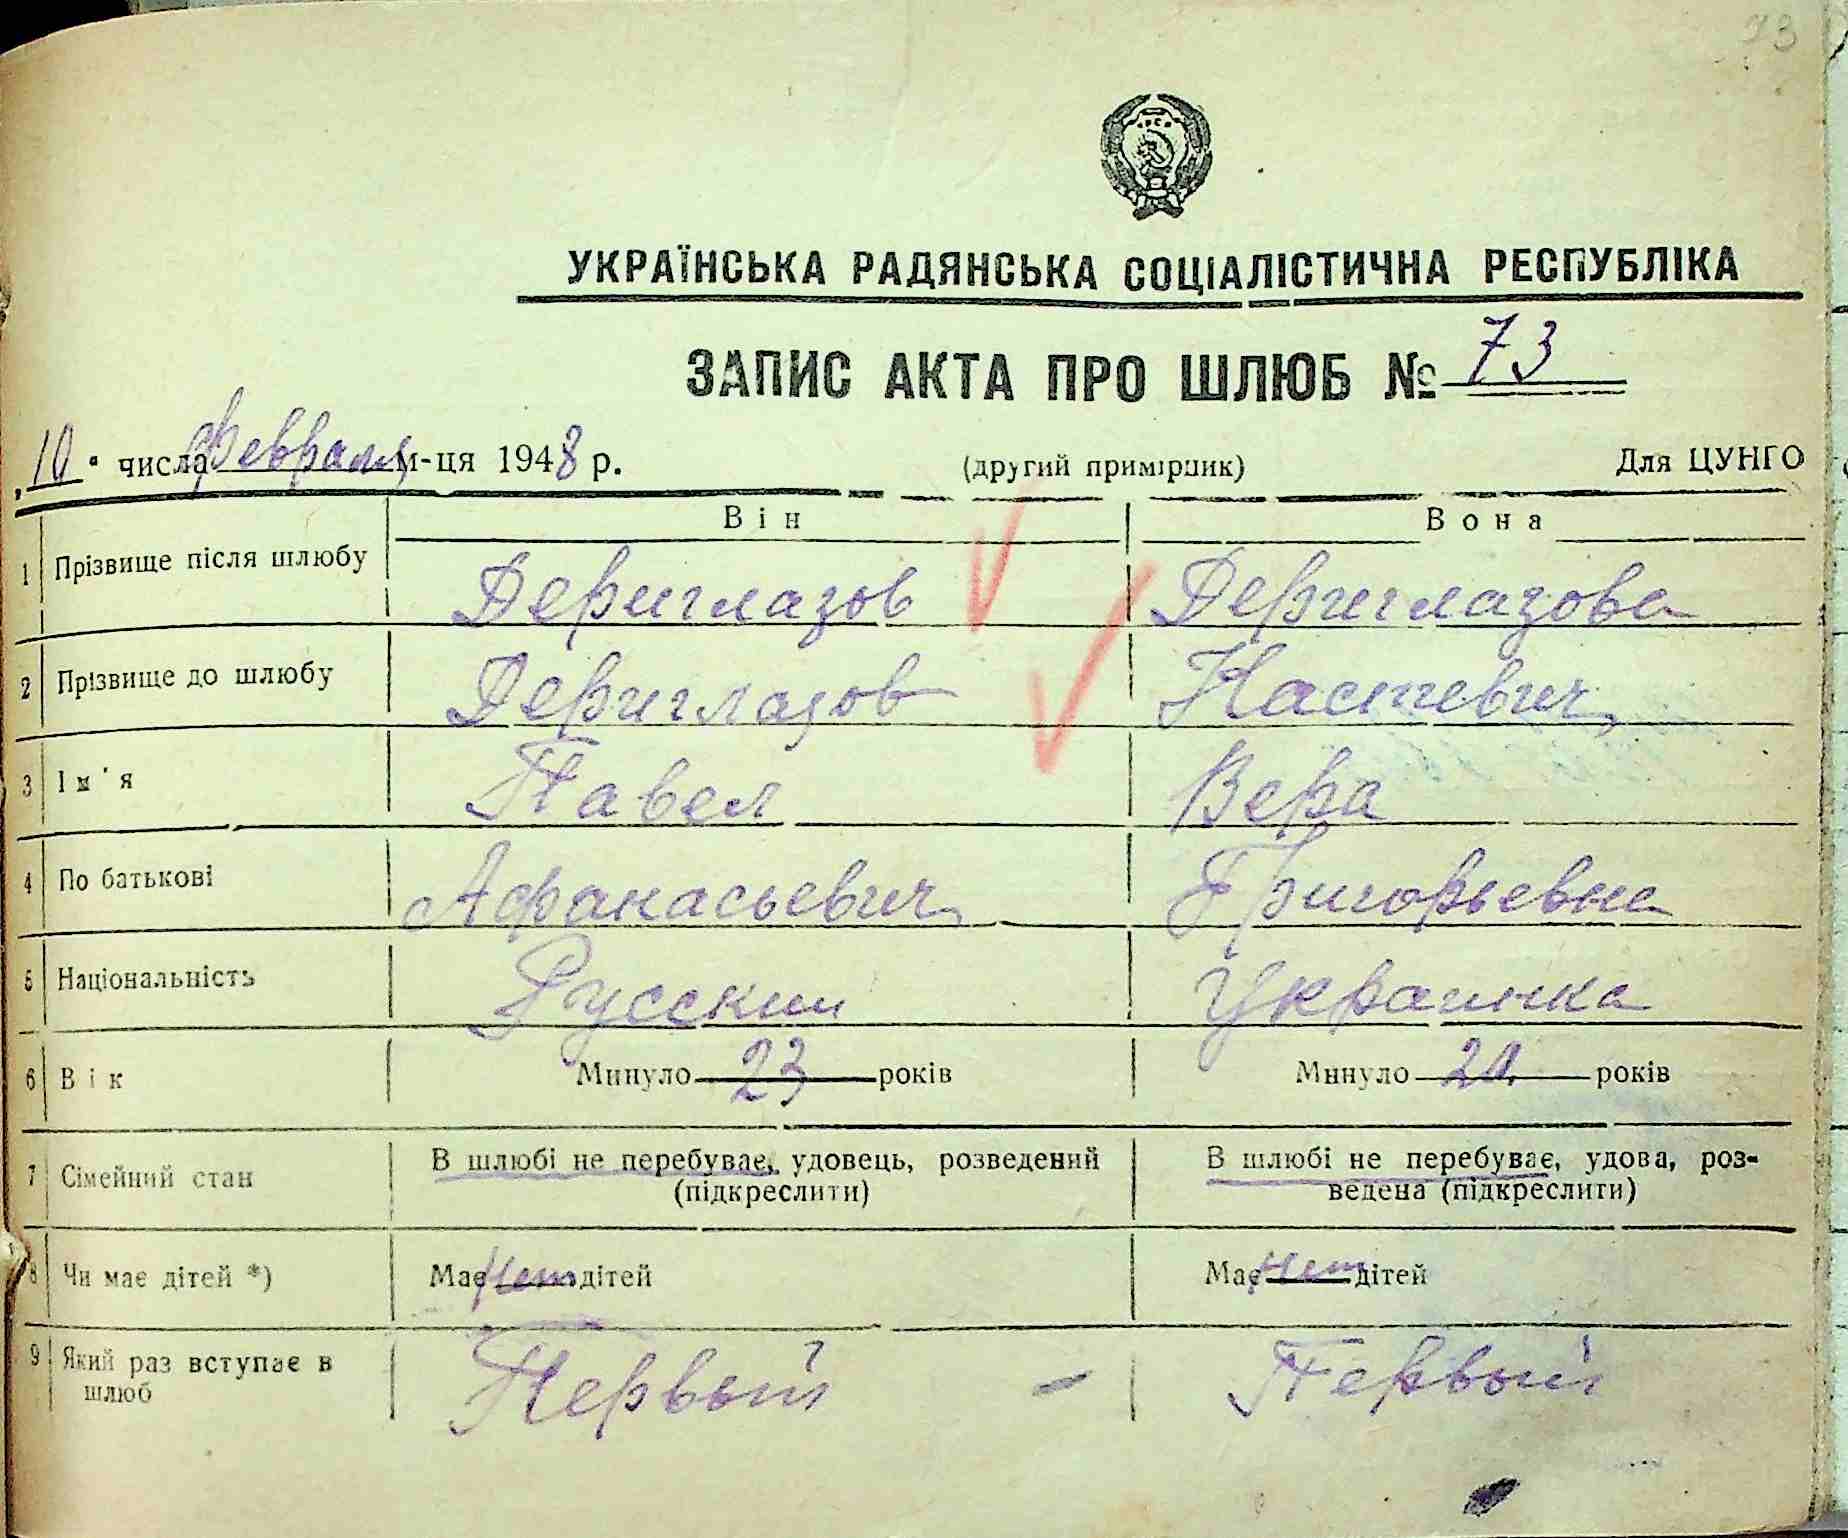 73
УКРАЇНСЬКА РАДЯНСЬКА СОЦІАЛІСТИЧНА РЕСПУБЛІКА
ЗАПИС АКТА ПРО ШЛЮБ № 73
"10" числа февраля м-ця 1948 р. (другий примірник) Для ЦУНГО
Він Вона
1 Прізвище після шлюбу Дериглазов Дериглазова
2 Прізвище до шлюбу Дериглазов Настевич
3 Ім'я Павел Вера
4 По батькові Афанасьевич Григорьевна
5 Національність Русский Украинка
6 Вік Минуло 23 років Минуло 20 років
7 Сімейний стан В шлюбі не перебуває, удовець, розведений (підкреслити) В шлюбі не перебуває, удова, роз-
ведена (підкреслити)
8 Чи має дітей *) Має нет дітей Має нет дітей
9 Який раз вступає в шлюб Первый Первый